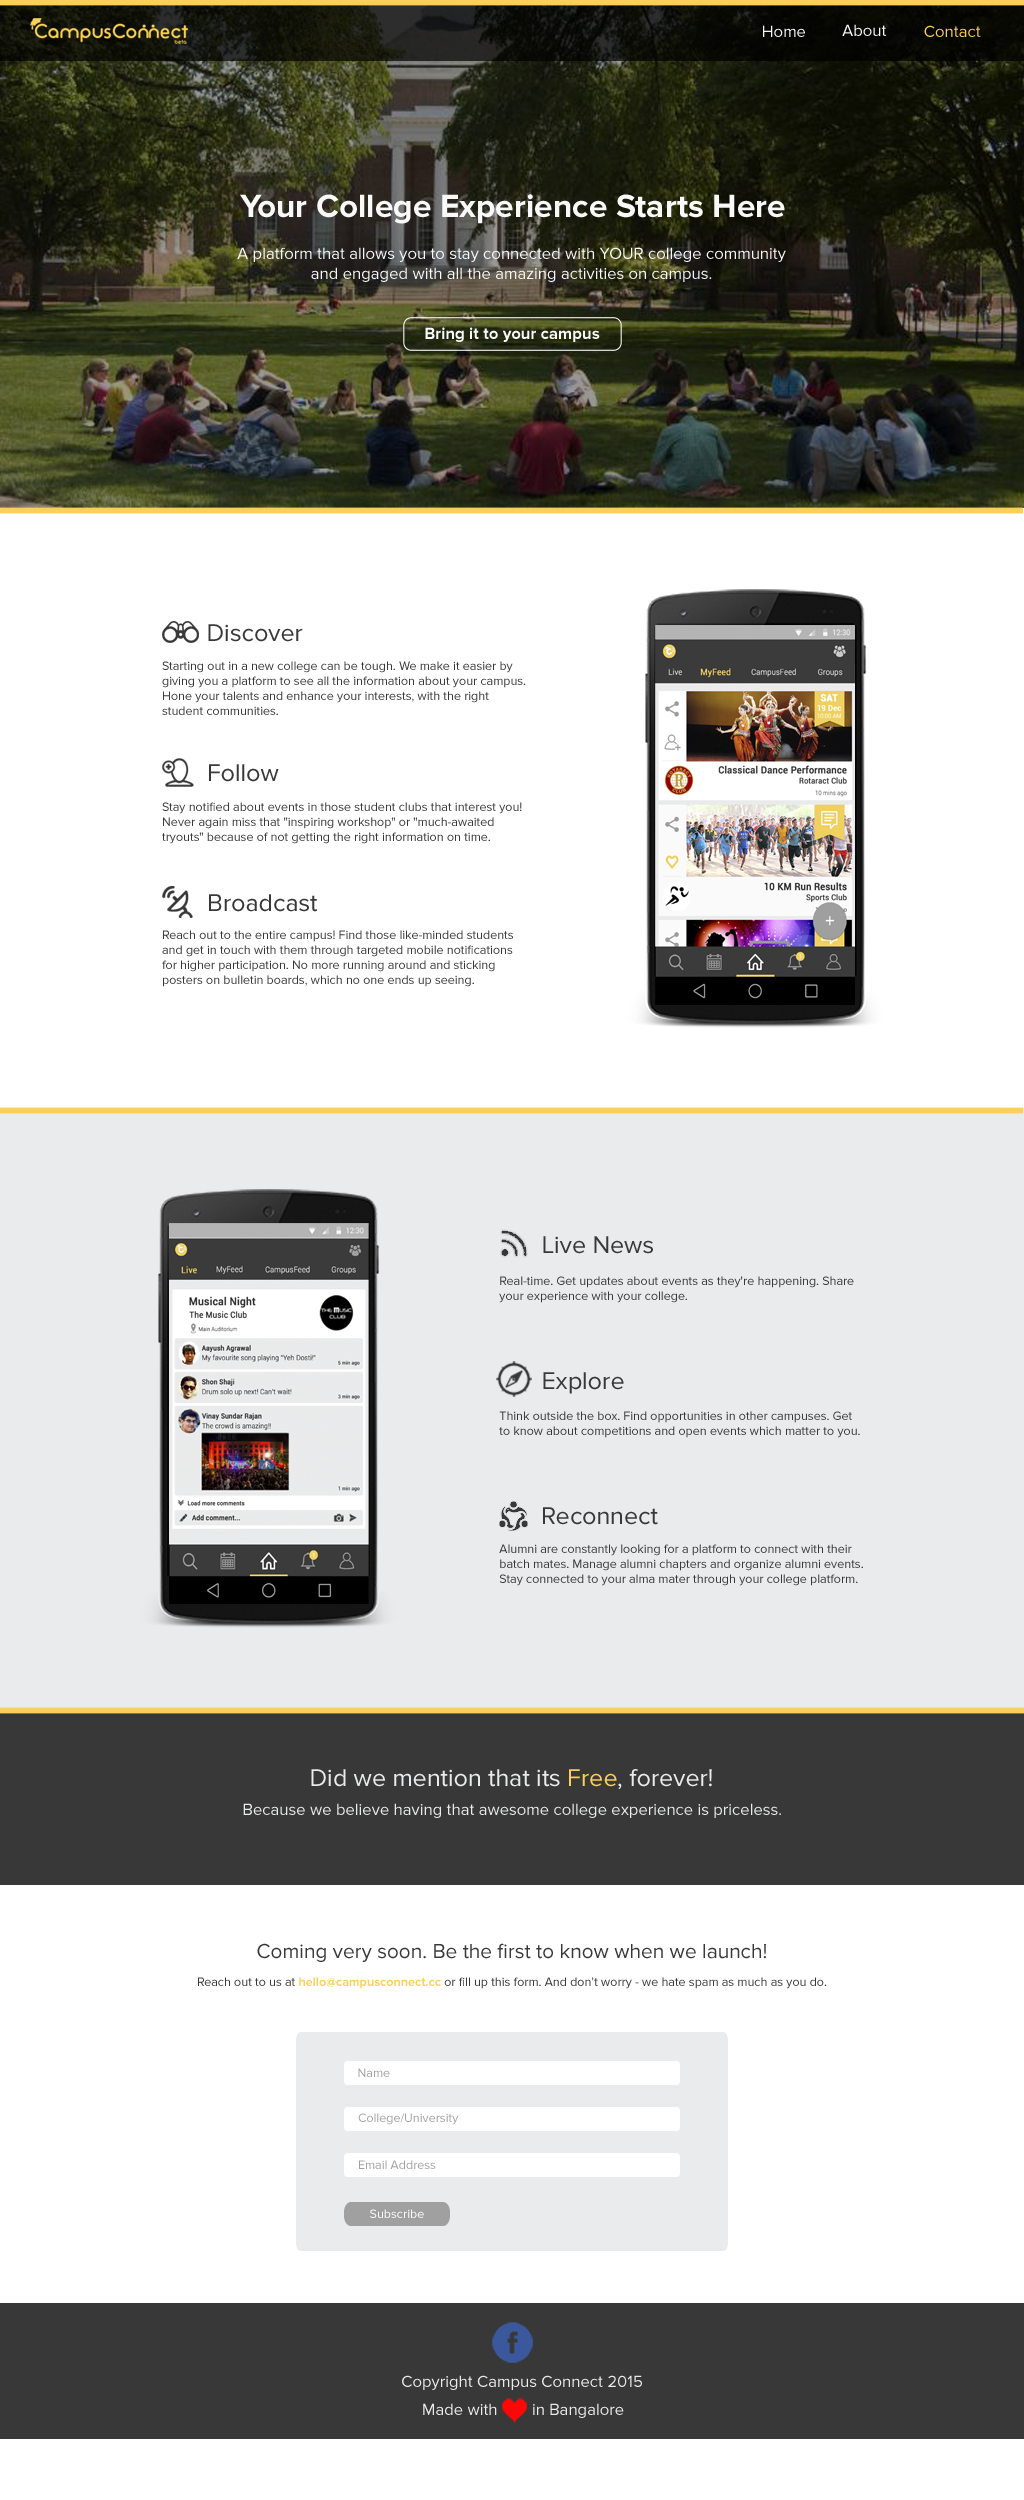 CampusConnect
beta
Home About Contact
Your College Experience Starts Here
A platform that allows you to stay connected with YOUR college community
and engaged with all the amazing activities on campus.
Bring it to your campus
Discover
Starting out in a new college can be tough. We make it easier by
giving you a platform to see all the information about your campus.
Hone your talents and enhance your interests, with the right
student communities.
Follow
Stay notified about events in those student clubs that interest you!
Never again miss that "inspiring workshop" or "much-awaited
tryouts" because of not getting the right information on time.
Broadcast
Reach out to the entire campus! Find those like-minded students
and get in touch with them through targeted mobile notifications
for higher participation. No more running around and sticking
posters on bulletin boards, which no one ends up seeing.
12:30
Live MyFeed CampusFeed Groups
SAT
19 Dec
10:00 AM
Classical Dance Performance
Rotaract Club
10 mins ago
10 KM Run Results
Sports Club
12:30
Live MyFeed CampusFeed Groups
Musical Night
The Music Club
Main Auditorium
THE MUSIC
CLUB
Aayush Agrawal
My favourite song playing "Yeh Dosti!"
5 min ago
Shon Shaji
Drum solo up next! Can't wait!
3 min ago
Vinay Sundar Rajan
The crowd is amazing!!
1 min ago
Load more comments
Add comment...
Live News
Real-time. Get updates about events as they're happening. Share
your experience with your college.
Explore
Think outside the box. Find opportunities in other campuses. Get
to know about competitions and open events which matter to you.
Reconnect
Alumni are constantly looking for a platform to connect with their
batch mates. Manage alumni chapters and organize alumni events.
Stay connected to your alma mater through your college platform.
Did we mention that its Free, forever!
Because we believe having that awesome college experience is priceless.
Coming very soon. Be the first to know when we launch!
Reach out to us at hello@campusconnect.cc or fill up this form. And don't worry - we hate spam as much as you do.
Name
College/University
Email Address
Subscribe
Copyright Campus Connect 2015
Made with in Bangalore